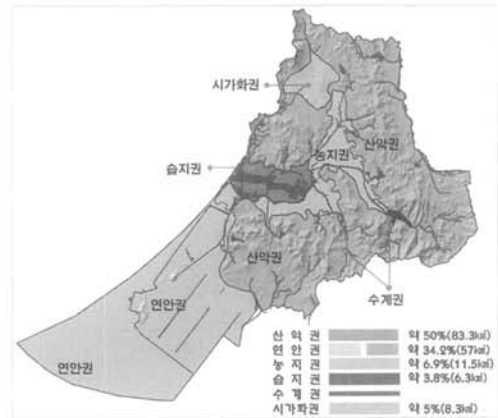 시가화권
산악권
농지권
습지권
산악권
연안권
수계권
연안권
산 악 권 약 50%(83.3㎢)
연 안 권 약 34.2%(57㎢)
농 지 권 약 6.9%(11.5㎢)
습 지 권 약 3.8%(6.3㎢)
수 계 권
시가화권 약 5%(8.3㎢)